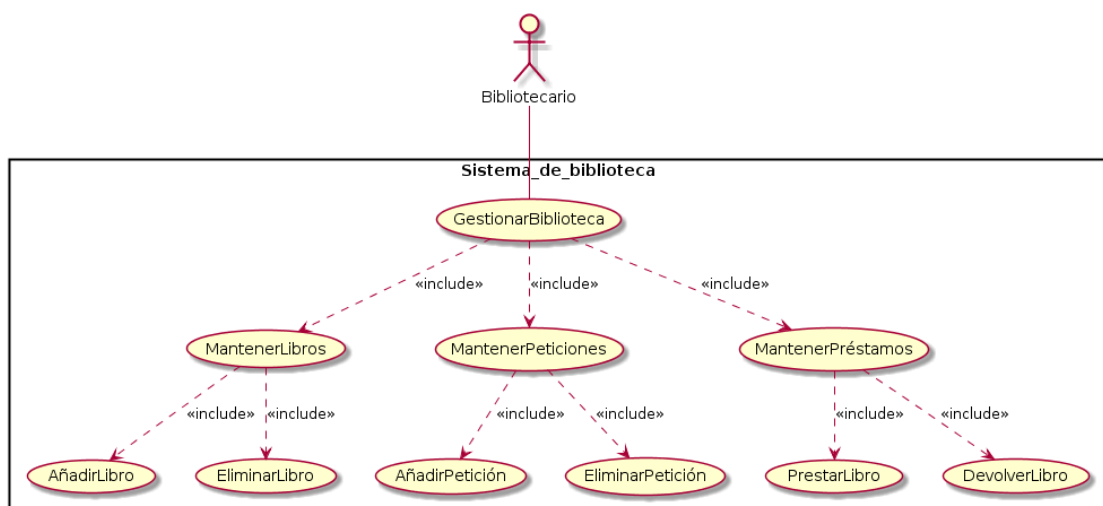 Bibliotecario
Sistema_de_biblioteca
GestionarBiblioteca
«include»
«include»
«include»
MantenerLibros
MantenerPeticiones
MantenerPréstamos
«include»
«include»
«include»
«include»
«include»
«include»
AñadirLibro
EliminarLibro
AñadirPetición
EliminarPetición
PrestarLibro
DevolverLibro